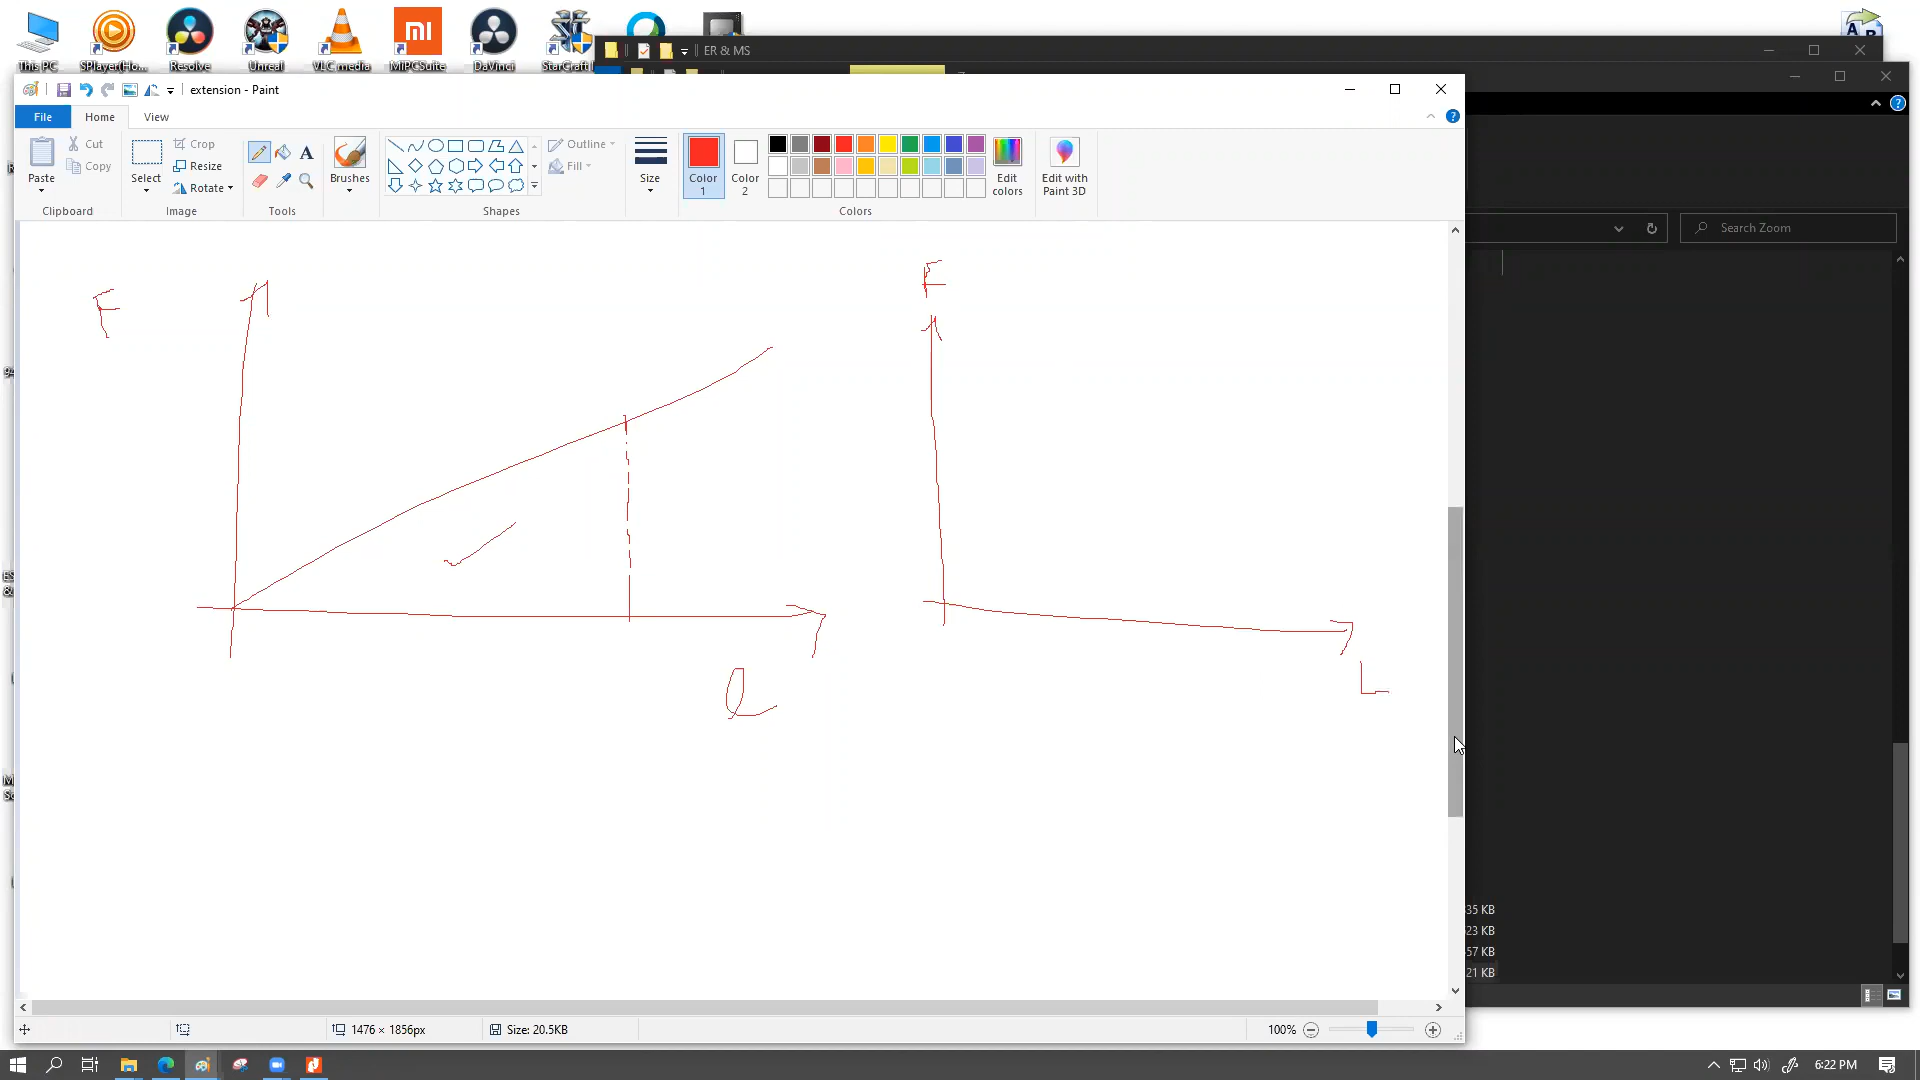 This PC
SPlayer(Ho...
Resolve
Unreal
VLC media
MiPCSuite
DaVinci
StarCraft
ER & MS
extension - Paint
File
Home
View
Paste
Cut
Copy
Clipboard
Select
Crop
Resize
Rotate
Image
A
Tools
Brushes
Shapes
Outline
Fill
Size
Color 1
Color 2
Edit colors
Edit with Paint 3D
Colors
Search Zoom
F
F
l
L
35 KB
23 KB
57 KB
21 KB
1476 × 1856px
Size: 20.5KB
100%
6:22 PM